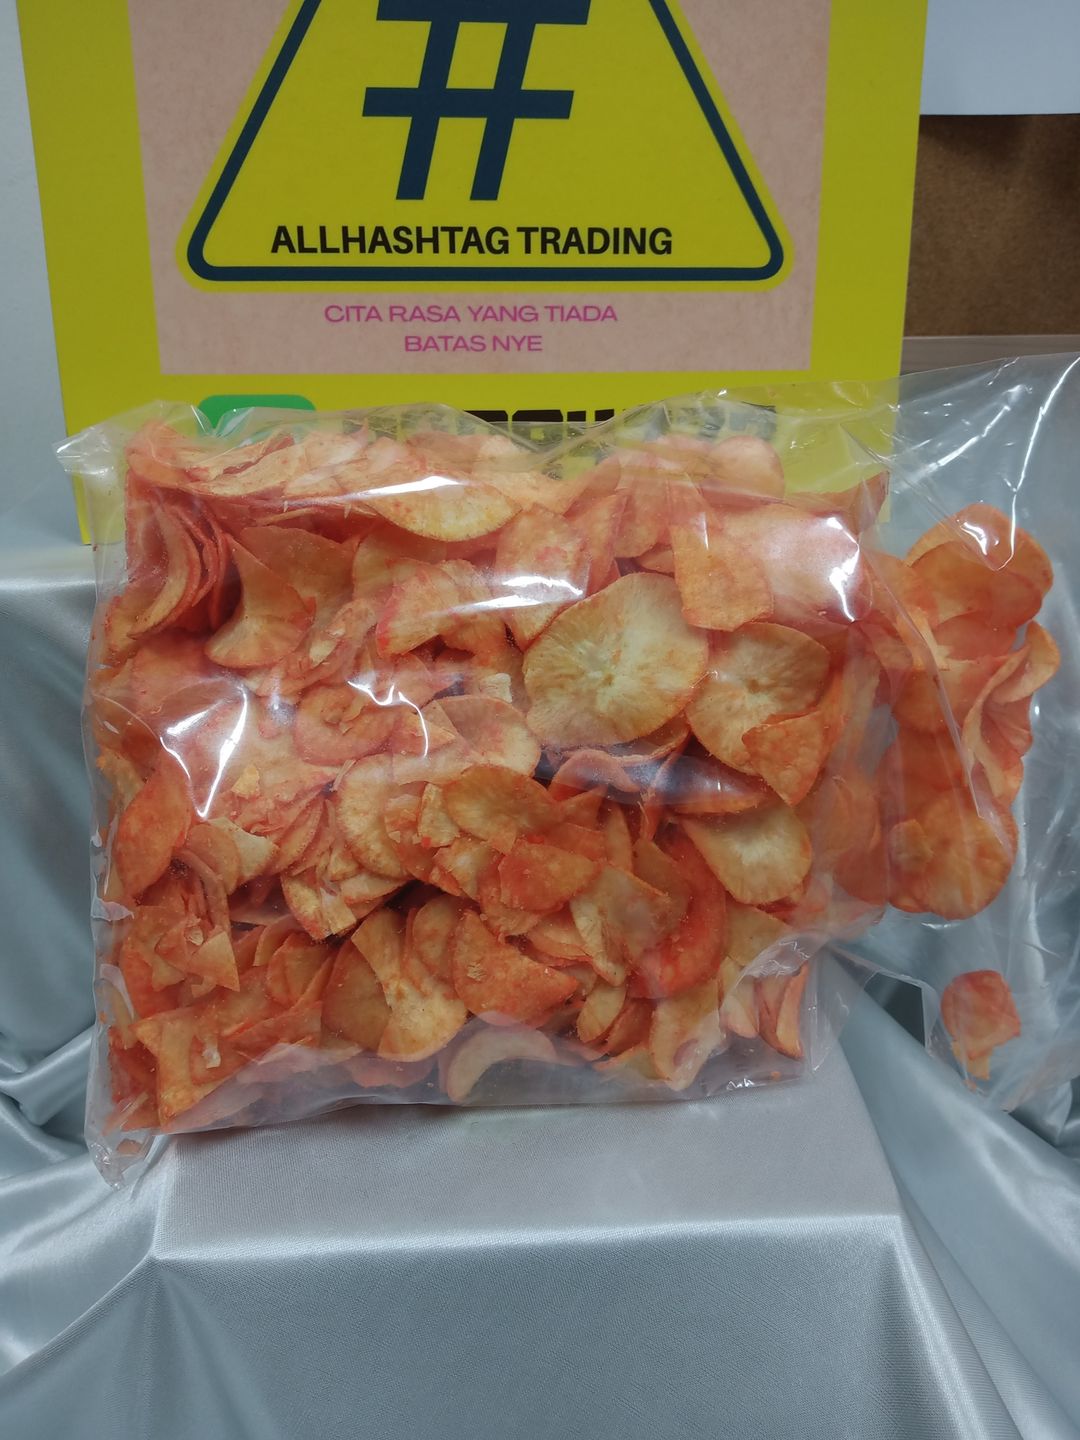 #
ALLHASHTAG TRADING
CITA RASA YANG TIADA
BATAS NYE